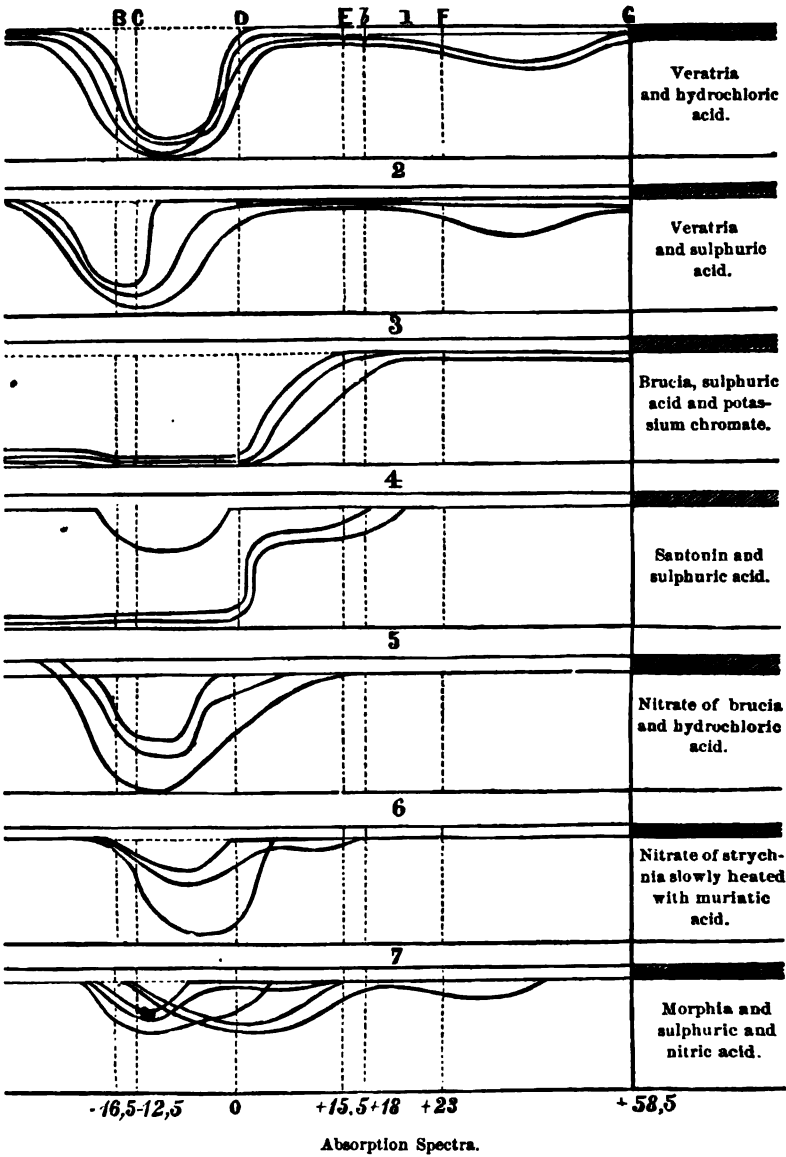 B C D E b 1 F G
Veratria
and hydrochloric
acid.
2
Veratria
and sulphuric
acid.
3
Brucia, sulphuric
acid and potas-
sium chromate.
4
Santonin and
sulphuric acid.
5
Nitrate of brucia
and hydrochloric
acid.
6
Nitrate of strych-
nia slowly heated
with muriatic
acid.
7
Morphia and
sulphuric and
nitric acid.
-16,5 -12,5 0 +15,5 +18 +23 +58,5
Absorption Spectra.